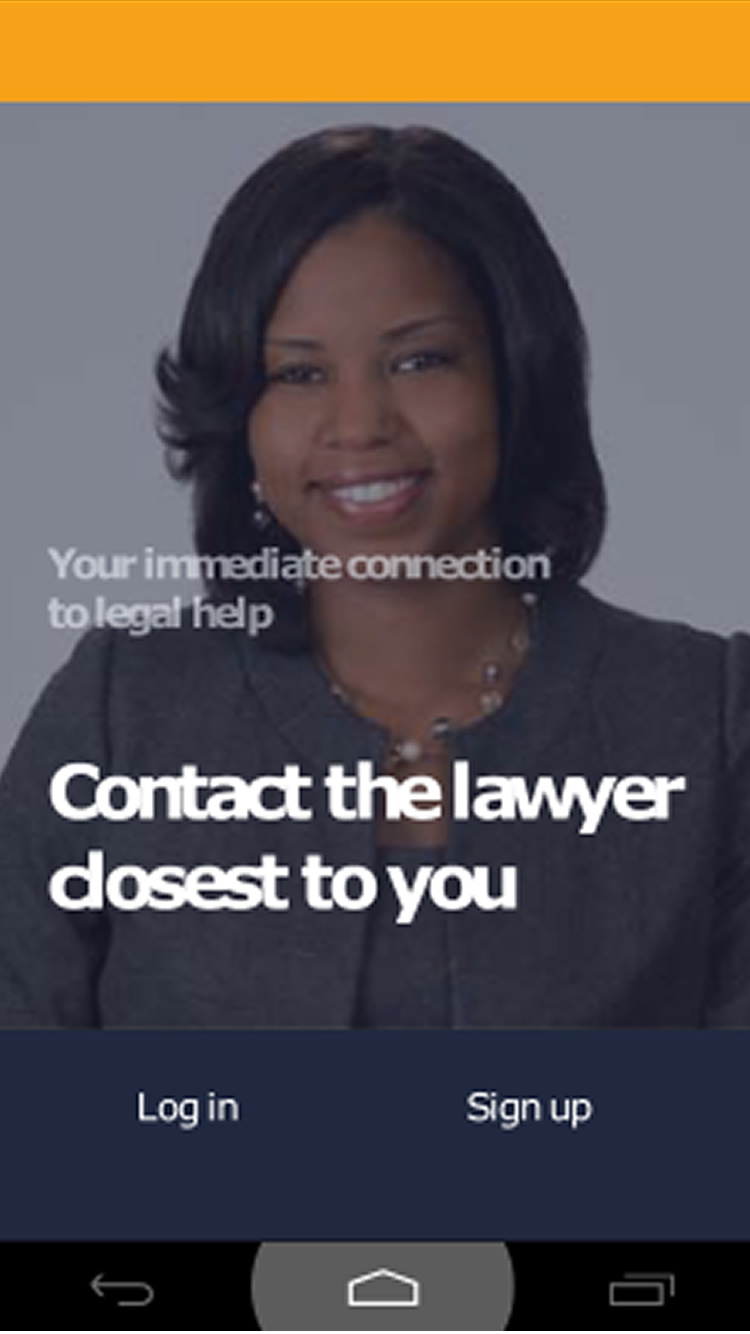 Your immediate connection
to legal help
Contact the lawyer
closest to you
Log in Sign up